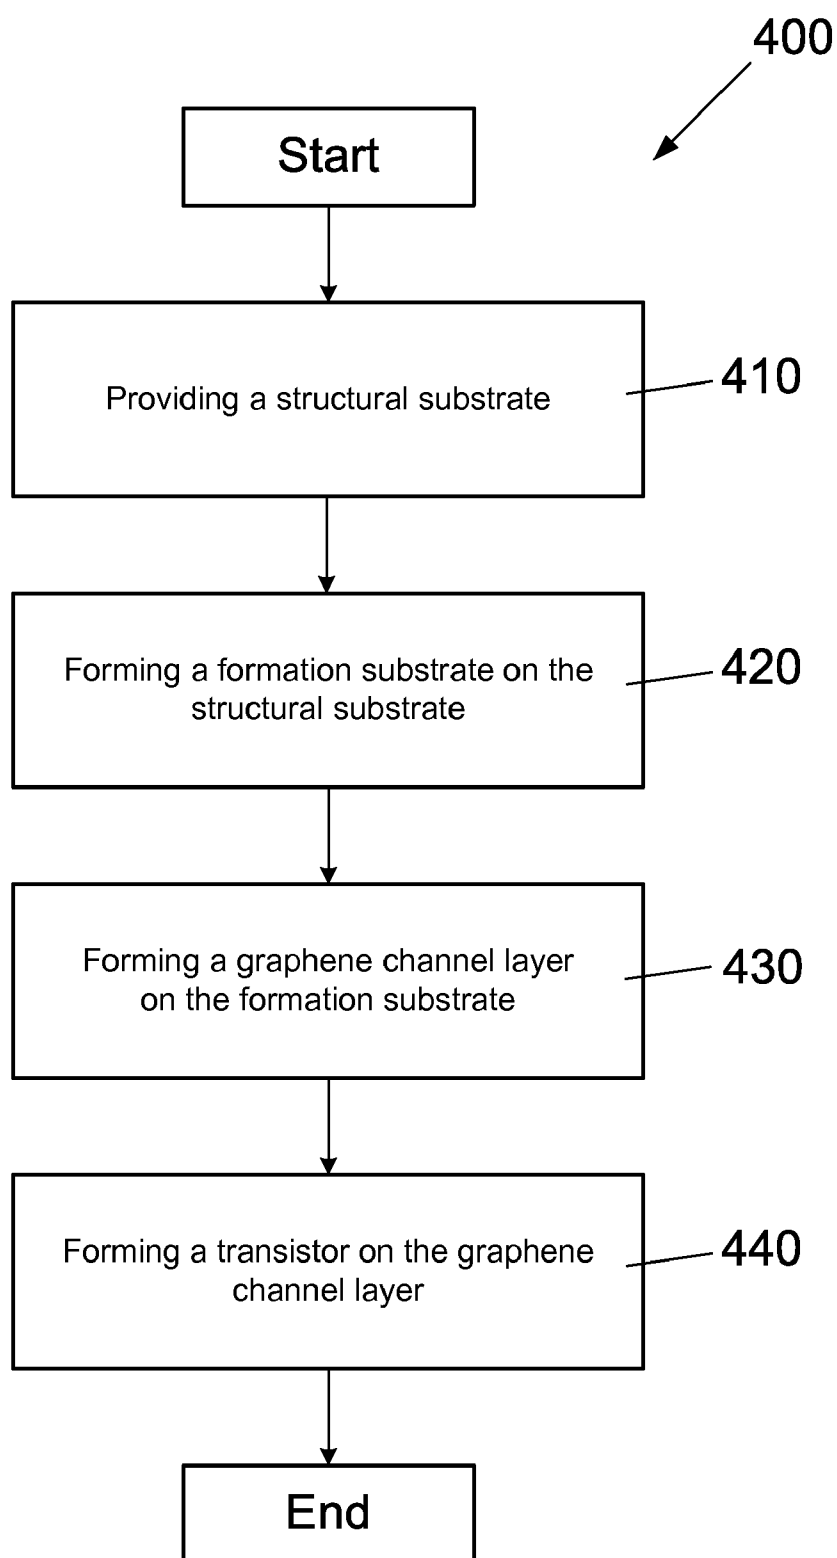 400
Start
Providing a structural substrate
410
Forming a formation substrate on the
structural substrate
420
Forming a graphene channel layer
on the formation substrate
430
Forming a transistor on the graphene
channel layer
440
End